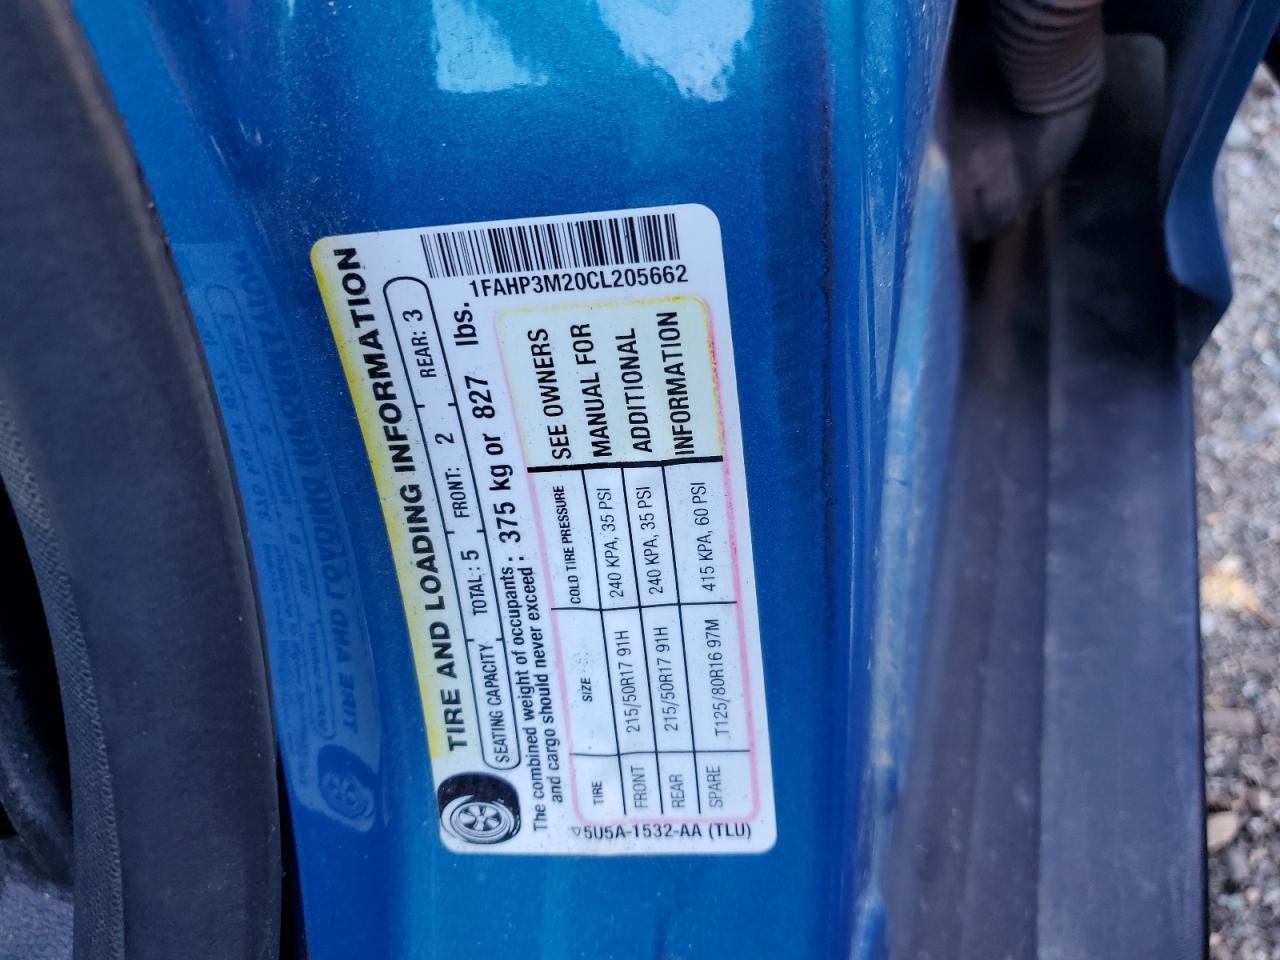 TIRE AND LOADING INFORMATION
SEATING CAPACITY TOTAL: 5 FRONT: 2 REAR: 3
The combined weight of occupants and cargo should never exceed : 375 kg or 827 lbs.
1FAHP3M20CL205662
TIRE SIZE COLD TIRE PRESSURE
FRONT 215/50R17 91H 240 KPA, 35 PSI
REAR 215/50R17 91H 240 KPA, 35 PSI
SPARE T125/80R16 97M 415 KPA, 60 PSI
SEE OWNERS
MANUAL FOR
ADDITIONAL
INFORMATION
5U5A-1532-AA (TLU)